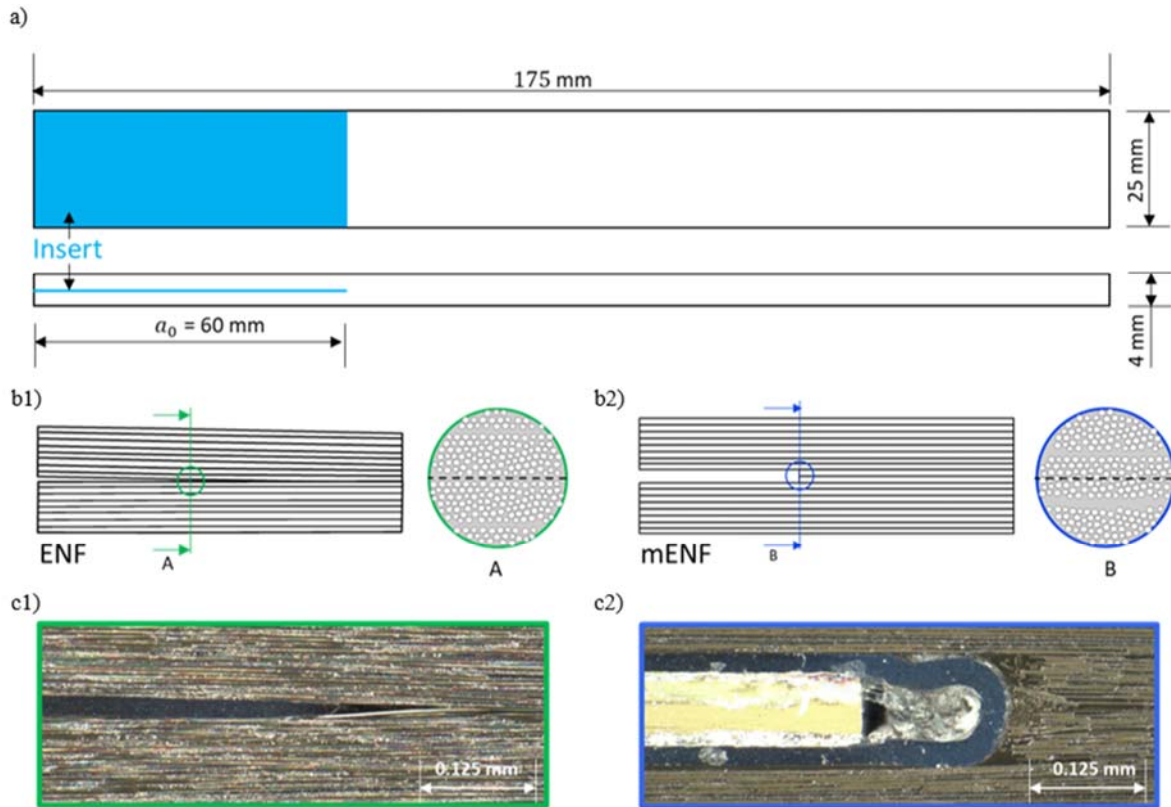 a)
175 mm
25 mm
Insert
4 mm
a₀ = 60 mm
b1)
ENF
A
A
b2)
mENF
B
B
c1)
0.125 mm
c2)
0.125 mm